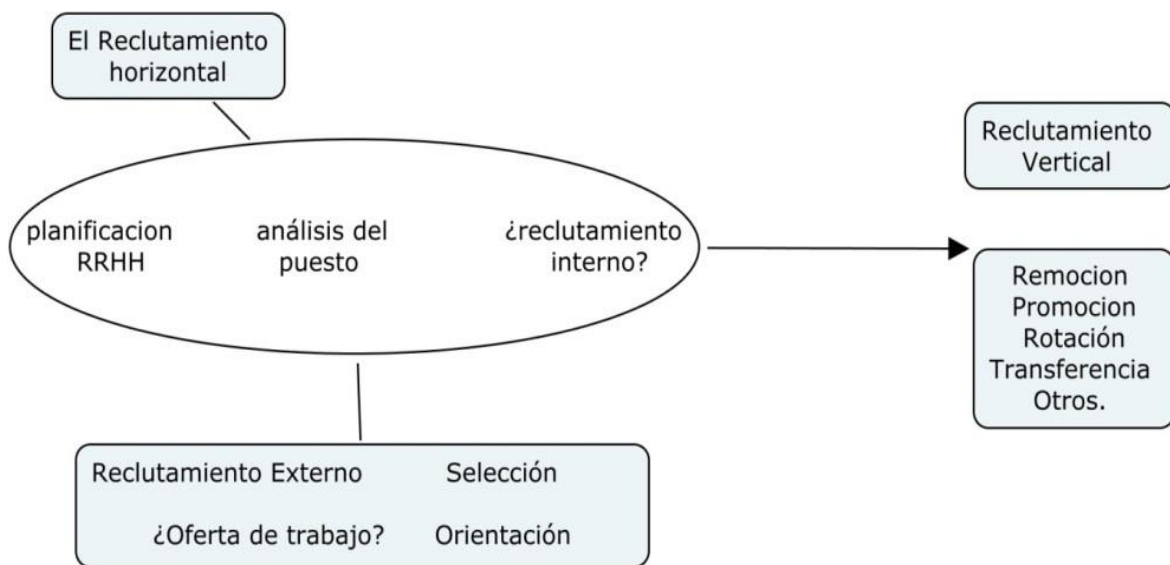 El Reclutamiento
horizontal
Reclutamiento
Vertical
planificacion
RRHH
análisis del
puesto
¿reclutamiento
interno?
Remocion
Promocion
Rotación
Transferencia
Otros.
Reclutamiento Externo
Selección
¿Oferta de trabajo?
Orientación